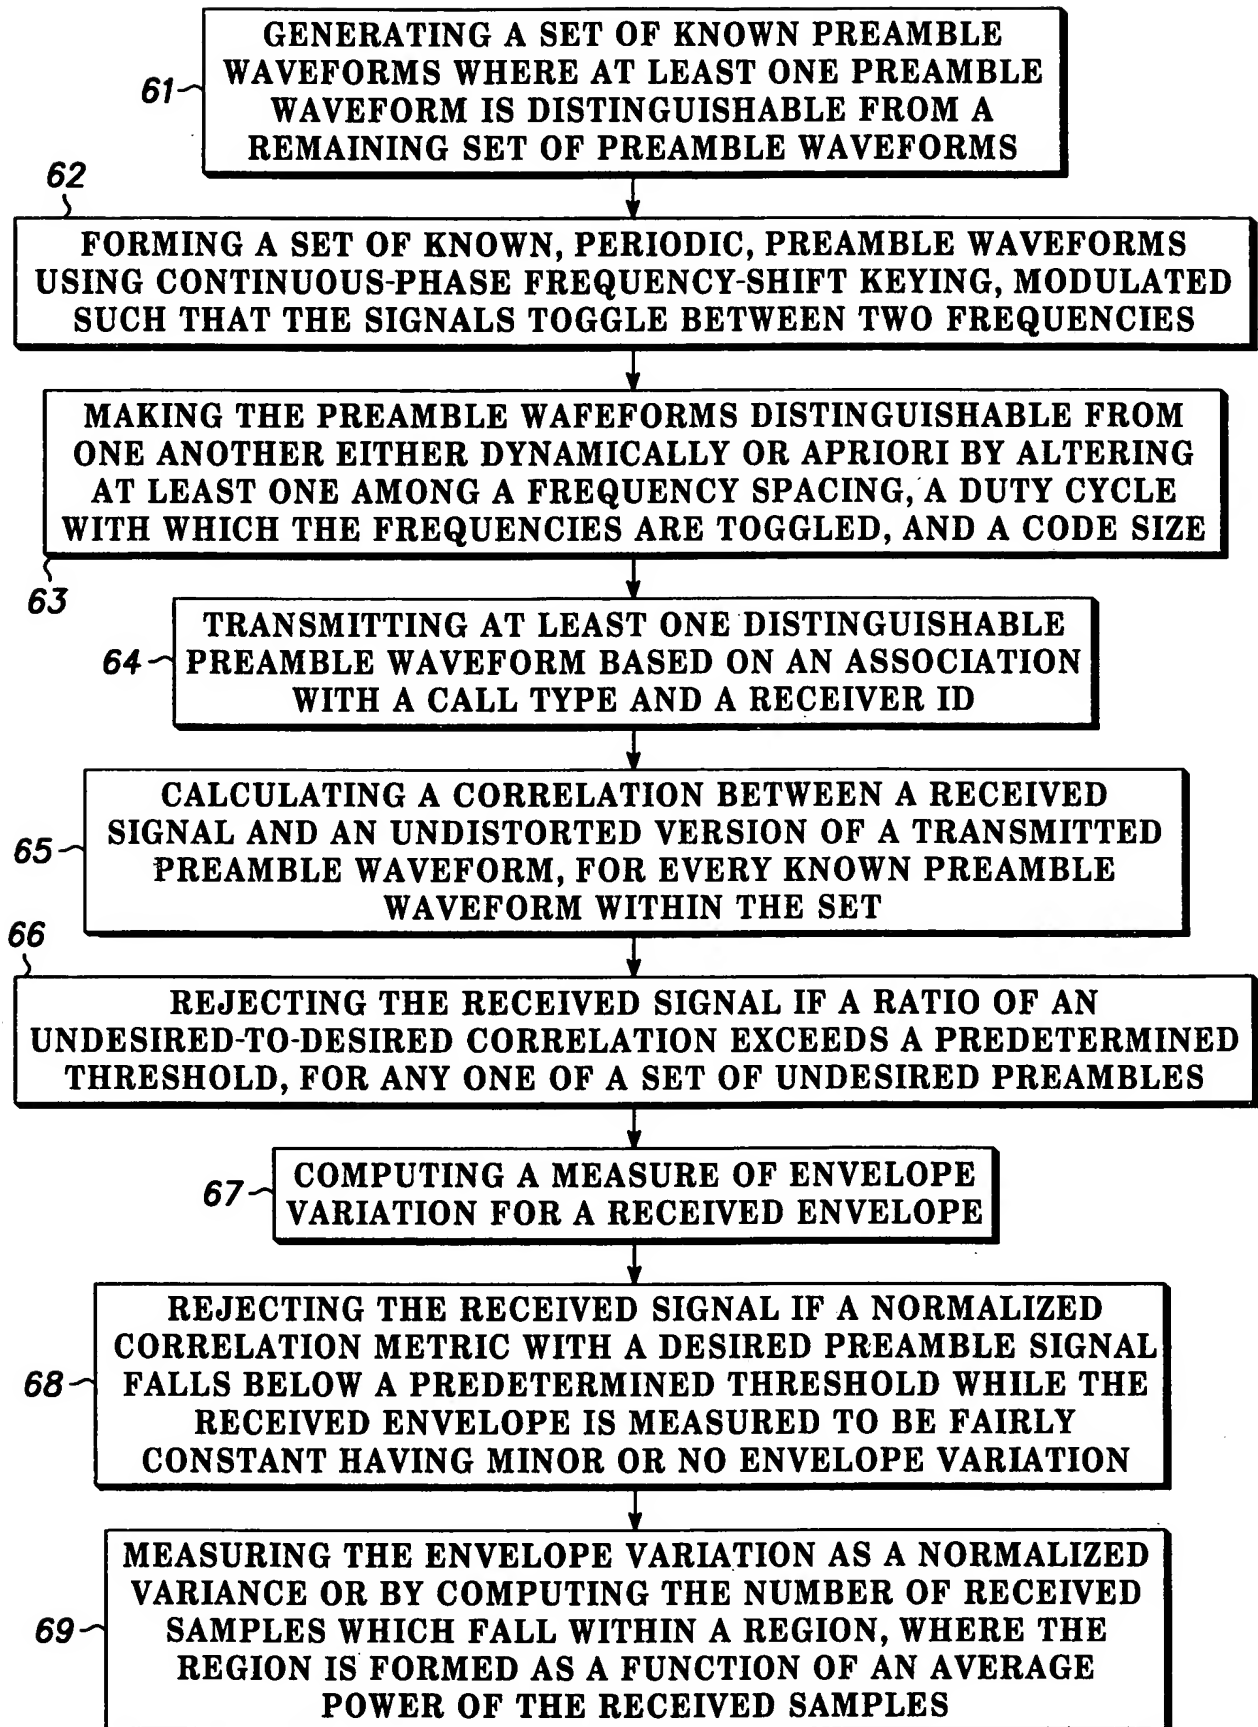 61
GENERATING A SET OF KNOWN PREAMBLE
WAVEFORMS WHERE AT LEAST ONE PREAMBLE
WAVEFORM IS DISTINGUISHABLE FROM A
REMAINING SET OF PREAMBLE WAVEFORMS
62
FORMING A SET OF KNOWN, PERIODIC, PREAMBLE WAVEFORMS
USING CONTINUOUS-PHASE FREQUENCY-SHIFT KEYING, MODULATED
SUCH THAT THE SIGNALS TOGGLE BETWEEN TWO FREQUENCIES
MAKING THE PREAMBLE WAFEFORMS DISTINGUISHABLE FROM
ONE ANOTHER EITHER DYNAMICALLY OR APRIORI BY ALTERING
AT LEAST ONE AMONG A FREQUENCY SPACING, A DUTY CYCLE
WITH WHICH THE FREQUENCIES ARE TOGGLED, AND A CODE SIZE
63
64
TRANSMITTING AT LEAST ONE DISTINGUISHABLE
PREAMBLE WAVEFORM BASED ON AN ASSOCIATION
WITH A CALL TYPE AND A RECEIVER ID
65
CALCULATING A CORRELATION BETWEEN A RECEIVED
SIGNAL AND AN UNDISTORTED VERSION OF A TRANSMITTED
PREAMBLE WAVEFORM, FOR EVERY KNOWN PREAMBLE
WAVEFORM WITHIN THE SET
66
REJECTING THE RECEIVED SIGNAL IF A RATIO OF AN
UNDESIRED-TO-DESIRED CORRELATION EXCEEDS A PREDETERMINED
THRESHOLD, FOR ANY ONE OF A SET OF UNDESIRED PREAMBLES
67
COMPUTING A MEASURE OF ENVELOPE
VARIATION FOR A RECEIVED ENVELOPE
68
REJECTING THE RECEIVED SIGNAL IF A NORMALIZED
CORRELATION METRIC WITH A DESIRED PREAMBLE SIGNAL
FALLS BELOW A PREDETERMINED THRESHOLD WHILE THE
RECEIVED ENVELOPE IS MEASURED TO BE FAIRLY
CONSTANT HAVING MINOR OR NO ENVELOPE VARIATION
69
MEASURING THE ENVELOPE VARIATION AS A NORMALIZED
VARIANCE OR BY COMPUTING THE NUMBER OF RECEIVED
SAMPLES WHICH FALL WITHIN A REGION, WHERE THE
REGION IS FORMED AS A FUNCTION OF AN AVERAGE
POWER OF THE RECEIVED SAMPLES